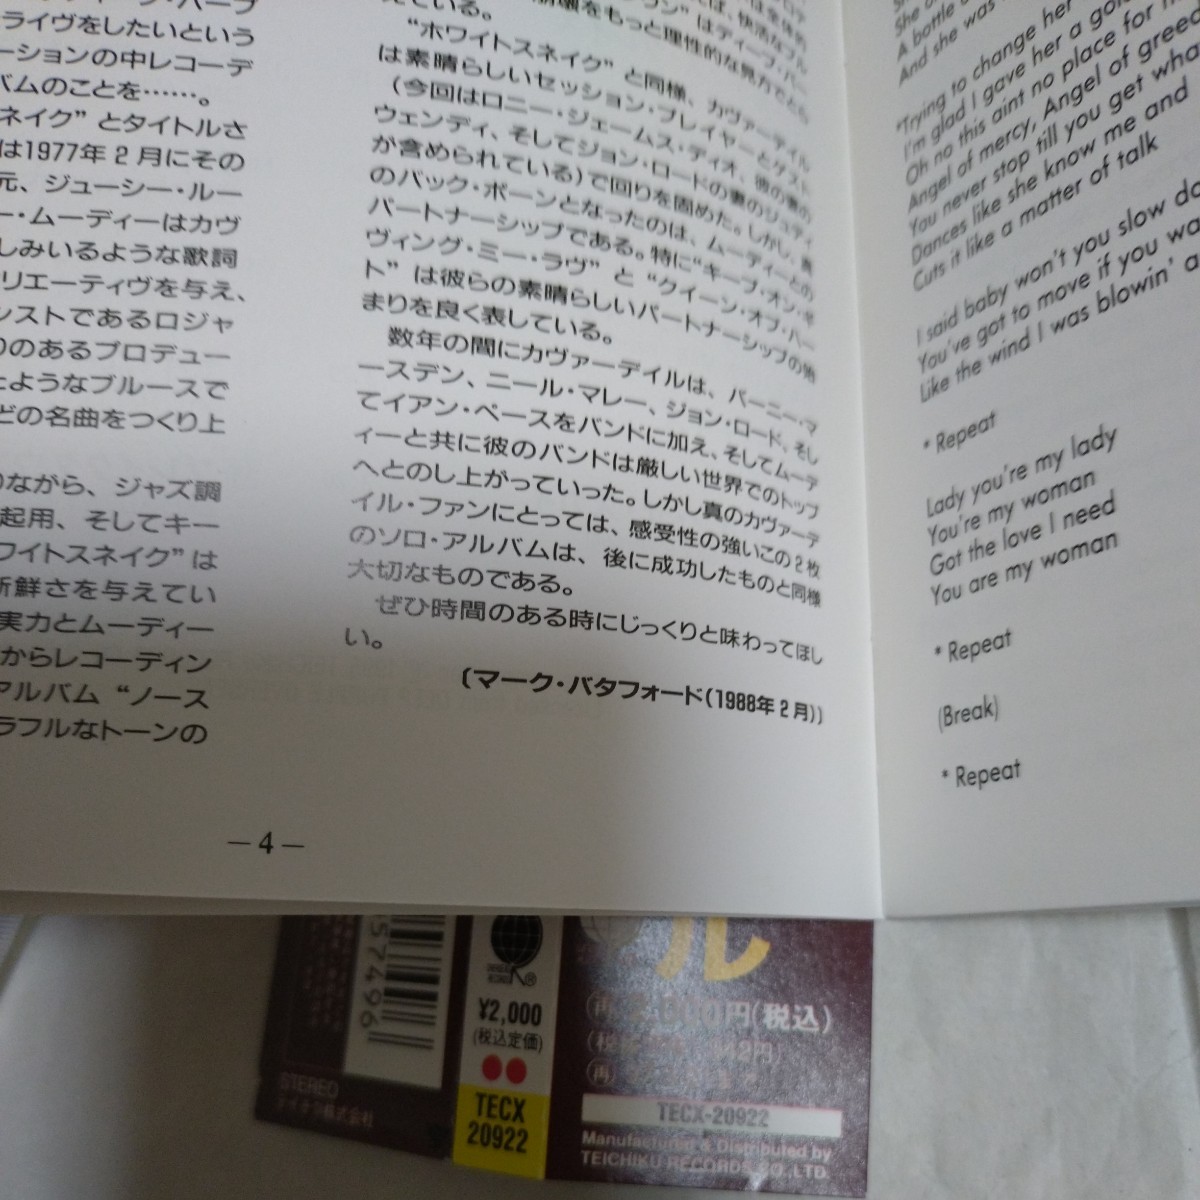 ライヴをしたいという
ーションの中レコーデ
バムのことを……。
ネイク”とタイトルさ
は1977年2月にその
元、ジューシー・ルー
ー・ムーディーはカヴ
しみいるような歌詞
リエーティヴを与え、
ンストであるロジャ
りのあるプロデュー
たようなブルースで
どの名曲をつくり上
りながら、ジャズ調
起用、そしてキー
ワイトスネイク”は
新鮮さを与えてい
実力とムーディー
からレコーディン
アルバム“ノース
ラフルなトーンの
えている。
“ホワイトスネイク”と同様、カヴァーデイル
は素晴らしいセッション・プレイヤーとゲスト
(今回はロニー・ジェームス・ディオ、彼の妻の
ウェンディ、そしてジョン・ロードの妻のジュディ
が含められている)で回りを固めた。しかし、真
のバック・ボーンとなったのは、ムーディーとの
パートナーシップである。特に“キープ・オン・ギ
ヴィング・ミー・ラヴ”と“クイーン・オブ・ハー
ト”は彼らの素晴らしいパートナーシップの始
まりを良く表している。
数年の間にカヴァーデイルは、バーニー・マ
ースデン、ニール・マレー、ジョン・ロード、そし
てイアン・ペースをバンドに加え、そしてムーデ
ィーと共に彼のバンドは厳しい世界でのトップ
へとのし上がっていった。しかし真のカヴァーデ
イル・ファンにとっては、感受性の強いこの2枚
のソロ・アルバムは、後に成功したものと同様
大切なものである。
ぜひ時間のある時にじっくりと味わってほし
い。
〔マーク・バタフォード(1988年2月)〕
—4—
A bottle
And she was
*Trying to change her
I'm glad I gave her a
Oh no this aint no place for
Angel of mercy, Angel of greed
You never stop till you get wha
Dances like she know me and
Cuts it like a matter of talk
I said baby won't you slow do
You've got to move if you wa
Like the wind I was blowin' a
* Repeat
Lady you're my lady
You're my woman
Got the love I need
You are my woman
* Repeat
(Break)
* Repeat
57496
STEREO
テイチク株式会社
¥2,000
(税込定価)
TECX
20922
ル
円(税込)
TECX-20922
Manufactured & Distributed by
TEICHIKU RECORDS CO.,LTD.